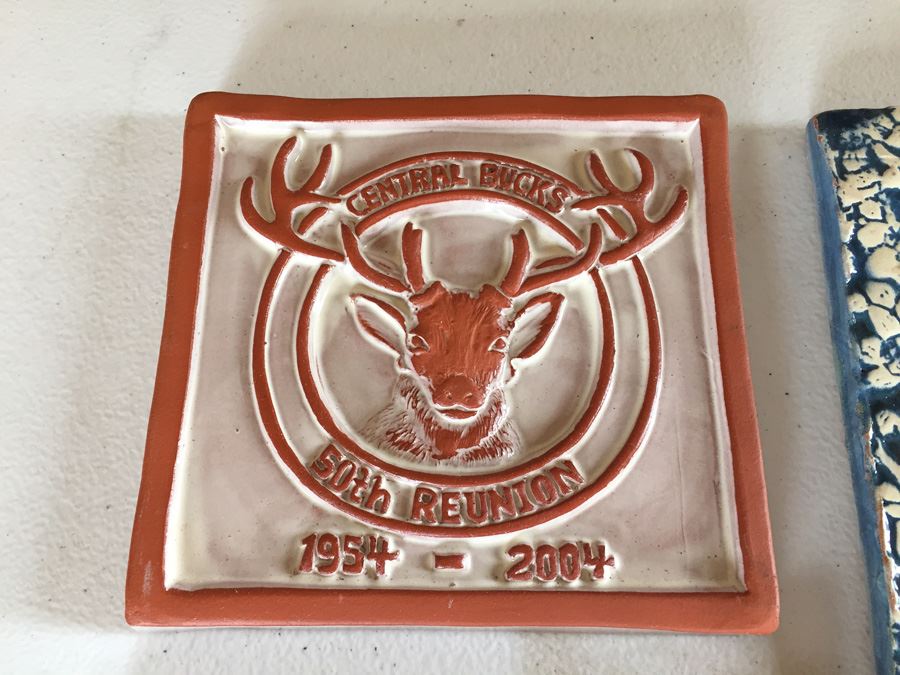 CENTRAL BUCKS
50th REUNION
1954 - 2004